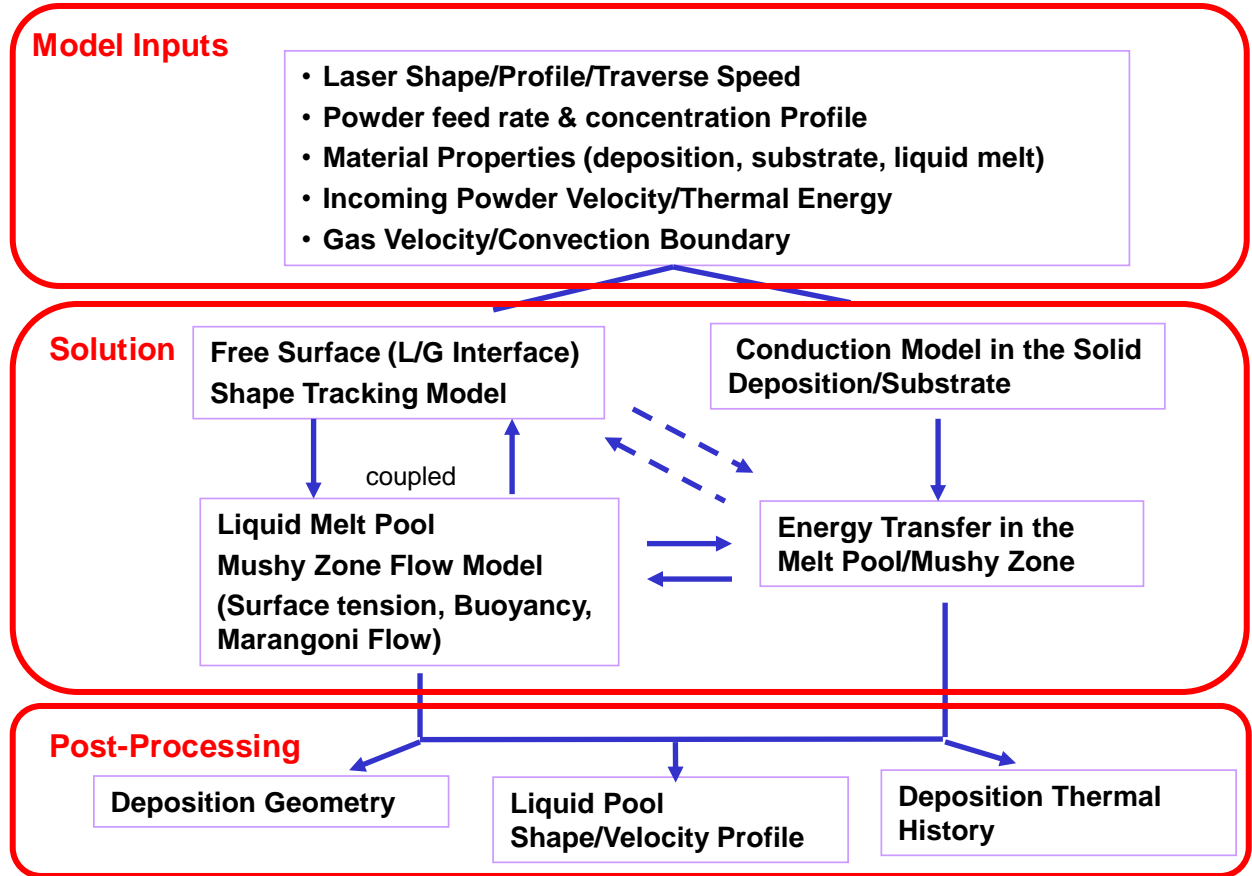 Model Inputs
• Laser Shape/Profile/Traverse Speed
• Powder feed rate & concentration Profile
• Material Properties (deposition, substrate, liquid melt)
• Incoming Powder Velocity/Thermal Energy
• Gas Velocity/Convection Boundary
Solution
Free Surface (L/G Interface)
Shape Tracking Model
Conduction Model in the Solid
Deposition/Substrate
coupled
Liquid Melt Pool
Mushy Zone Flow Model
(Surface tension, Buoyancy,
Marangoni Flow)
Energy Transfer in the
Melt Pool/Mushy Zone
Post-Processing
Deposition Geometry
Liquid Pool
Shape/Velocity Profile
Deposition Thermal
History